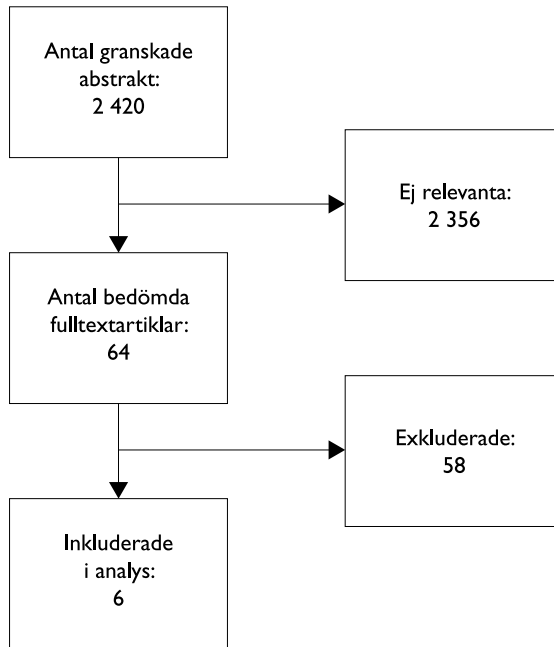 Antal granskade
abstrakt:
2 420
Ej relevanta:
2 356
Antal bedömda
fulltextartiklar:
64
Exkluderade:
58
Inkluderade
i analys:
6